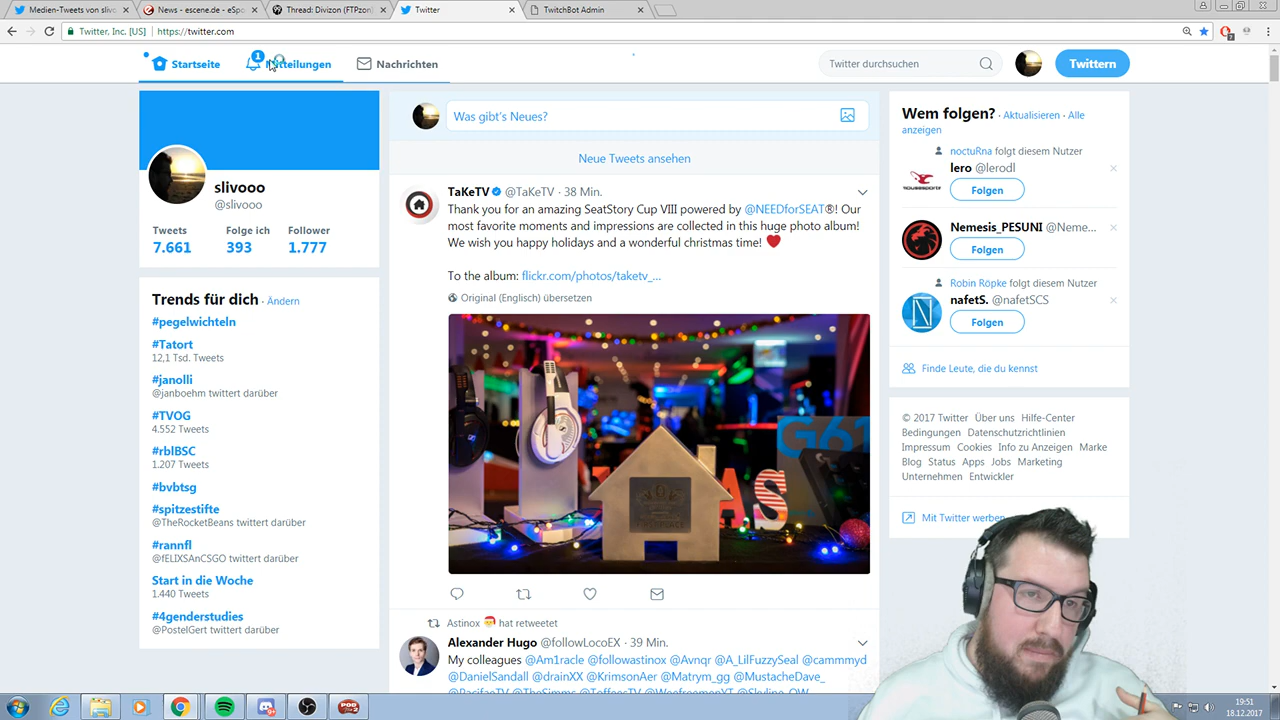 Medien-Tweets von slivo
News - escene.de - eSpo
Thread: Divizon (FTPzon)
Twitter
TwitchBot Admin
Twitter, Inc. [US] https://twitter.com
Startseite
1
Mitteilungen
Nachrichten
Twitter durchsuchen
Twittern
slivooo
@slivooo
Tweets Folge ich Follower
7.661 393 1.777
Trends für dich · Ändern
#pegelwichteln
#Tatort
12,1 Tsd. Tweets
#janolli
@janboehm twittert darüber
#TVOG
4.552 Tweets
#rblBSC
1.207 Tweets
#bvbtsg
#spitzestifte
@TheRocketBeans twittert darüber
#rannfl
@fELIXSAnCSGO twittert darüber
Start in die Woche
1.440 Tweets
#4genderstudies
@PostelGert twittert darüber
Was gibt's Neues?
Neue Tweets ansehen
TaKeTV @TaKeTV · 38 Min.
Thank you for an amazing SeatStory Cup VIII powered by @NEEDforSEAT®! Our
most favorite moments and impressions are collected in this huge photo album!
We wish you happy holidays and a wonderful christmas time! ❤
To the album: flickr.com/photos/taketv_...
Original (Englisch) übersetzen
Astinox hat retweetet
Alexander Hugo @followLocoEX · 39 Min.
My colleagues @Am1racle @followastinox @Avnqr @A_LilFuzzySeal @cammmyd
@DanielSandall @drainXX @KrimsonAer @Matrym_gg @MustacheDave_
Wem folgen? · Aktualisieren · Alle
anzeigen
noctuRna folgt diesem Nutzer
lero @lerodl
Folgen
Nemesis_PESUNI @Neme...
Folgen
Robin Röpke folgt diesem Nutzer
nafetS. @nafetSCS
Folgen
Finde Leute, die du kennst
© 2017 Twitter Über uns Hilfe-Center
Bedingungen Datenschutzrichtlinien
Impressum Cookies Info zu Anzeigen Marke
Blog Status Apps Jobs Marketing
Unternehmen Entwickler
Mit Twitter werben
19:51
18.12.2017